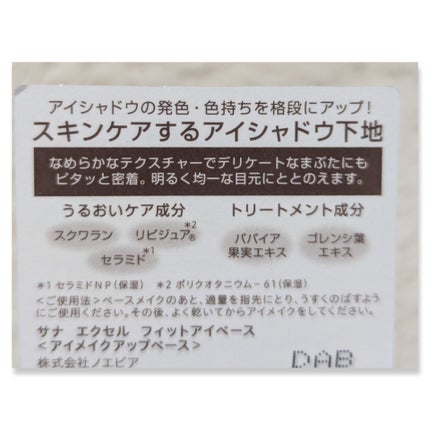 アイシャドウの発色・色持ちを格段にアップ！
スキンケアするアイシャドウ下地
なめらかなテクスチャーでデリケートなまぶたにも
ピタッと密着。明るく均一な目元にととのえます。
うるおいケア成分 トリートメント成分
スクワラン リピジュア®*2
セラミド*1
パパイア
果実エキス
ゴレンシ葉
エキス
*1 セラミドNP(保湿) *2 ポリクオタニウム-61(保湿)
<ご使用法>ベースメイクのあと、適量を指先にとり、うすくのばすよう
にご使用ください。その後、よく乾いてからアイメイクをしてください。
サナ エクセル フィットアイベース
<アイメイクアップベース>
株式会社ノエビア
DAB